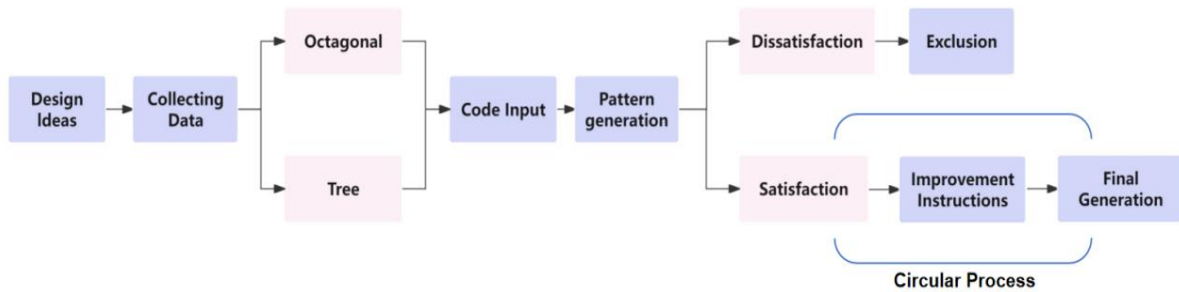 Design
Ideas
Collecting
Data
Octagonal
Tree
Code Input
Pattern
generation
Dissatisfaction
Exclusion
Satisfaction
Improvement
Instructions
Final
Generation
Circular Process